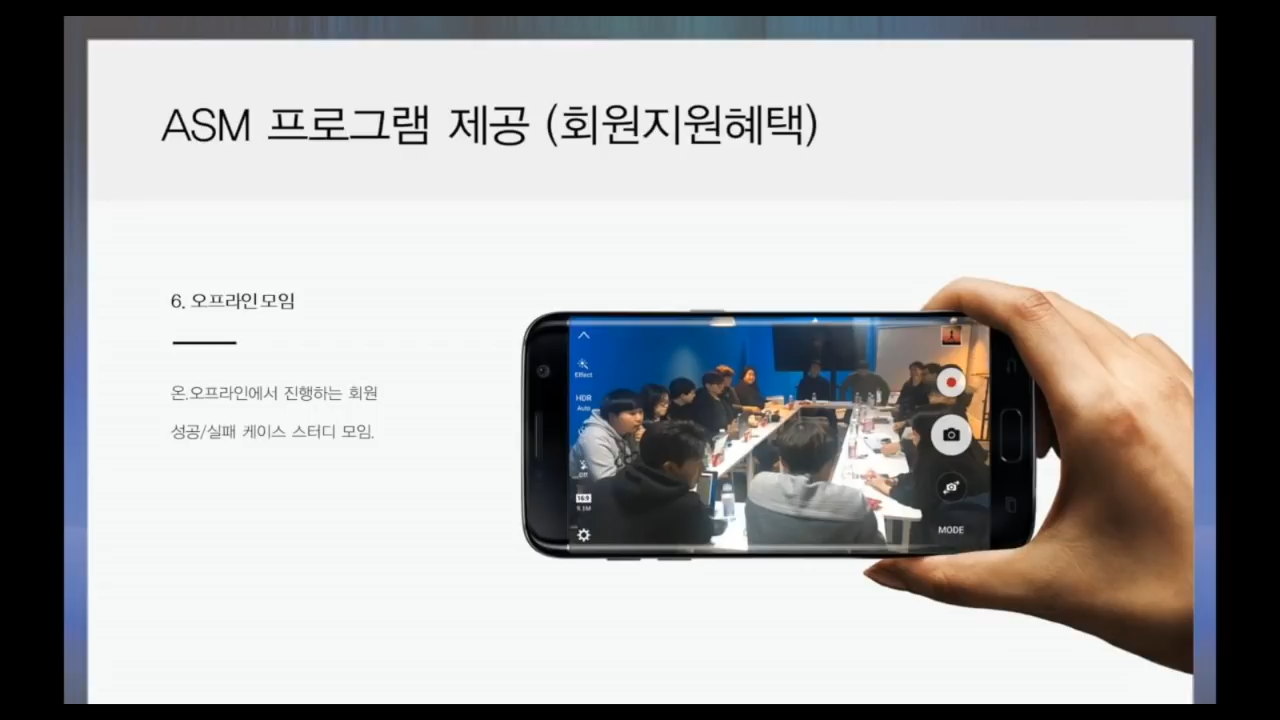 ASM 프로그램 제공 (회원지원혜택)
6. 오프라인 모임
온.오프라인에서 진행하는 회원
성공/실패 케이스 스터디 모임.
Effect
HDR
Auto
16:9
MODE